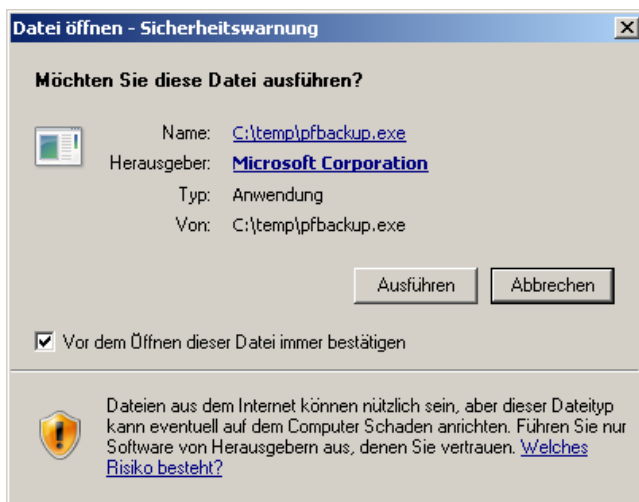 Datei öffnen - Sicherheitswarnung
Möchten Sie diese Datei ausführen?
Name: C:\temp\pfbackup.exe
Herausgeber: Microsoft Corporation
Typ: Anwendung
Von: C:\temp\pfbackup.exe
Ausführen Abbrechen
Vor dem Öffnen dieser Datei immer bestätigen
Dateien aus dem Internet können nützlich sein, aber dieser Dateityp
kann eventuell auf dem Computer Schaden anrichten. Führen Sie nur
Software von Herausgebern aus, denen Sie vertrauen. Welches
Risiko besteht?